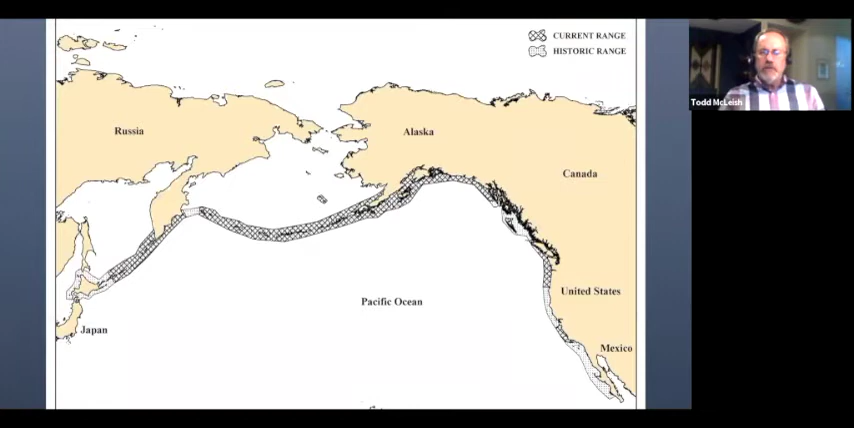 CURRENT RANGE
HISTORIC RANGE
Todd McLeish
Russia
Alaska
Canada
Pacific Ocean
United States
Japan
Mexico